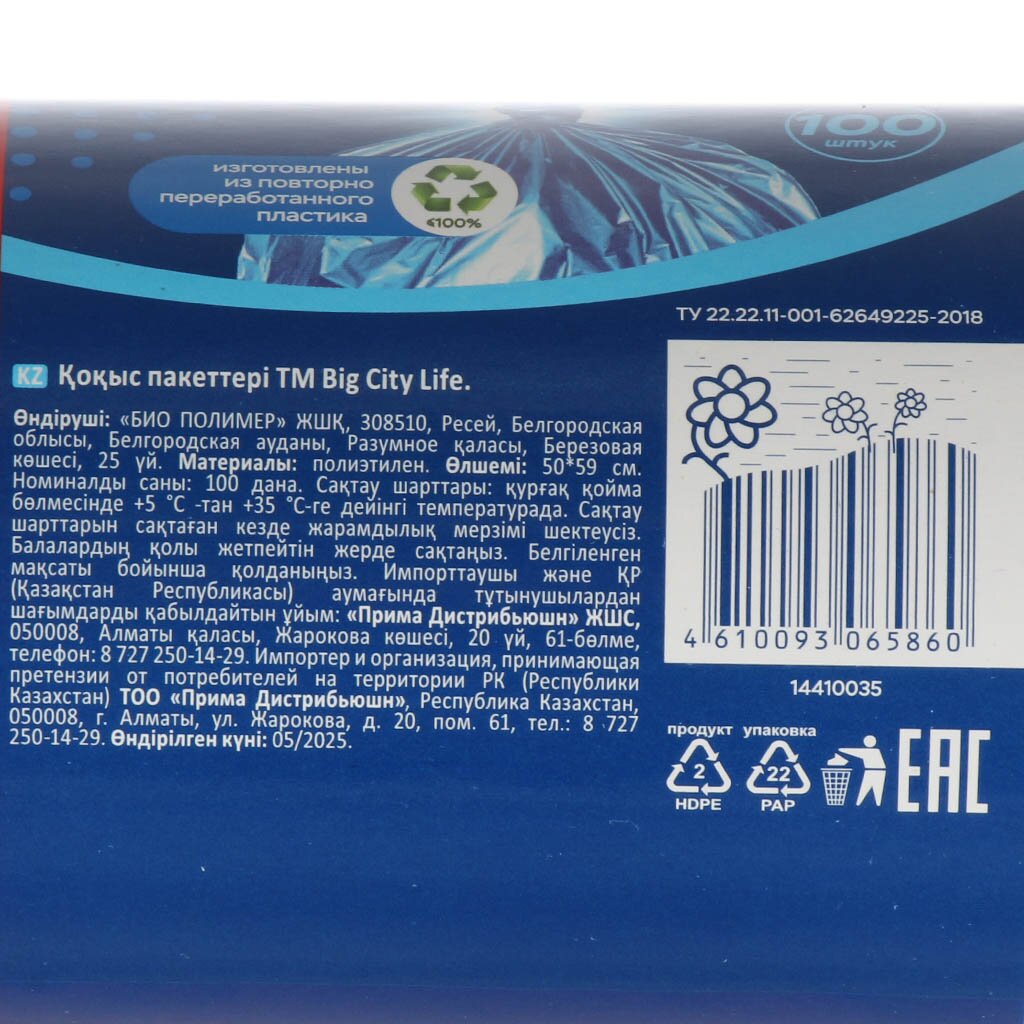 100
штук
изготовлены
из повторно
переработанного
пластика
100%
ТУ 22.22.11-001-62649225-2018
KZ Қоқыс пакеттері ТМ Big City Life.
Өндіруші: «БИО ПОЛИМЕР» ЖШҚ, 308510, Ресей, Белгородская
облысы, Белгородская ауданы, Разумное қаласы, Березовая
көшесі, 25 үй. Материалы: полиэтилен. Өлшемі: 50*59 см.
Номиналды саны: 100 дана. Сақтау шарттары: құрғақ қойма
бөлмесінде +5 °С -тан +35 °С-ге дейінгі температурада. Сақтау
шарттарын сақтаған кезде жарамдылық мерзімі шектеусіз.
Балалардың қолы жетпейтін жерде сақтаңыз. Белгіленген
мақсаты бойынша қолданыңыз. Импорттаушы және ҚР
(Қазақстан Республикасы) аумағында тұтынушылардан
шағымдарды қабылдайтын ұйым: «Прима Дистрибьюшн» ЖШС,
050008, Алматы қаласы, Жарокова көшесі, 20 үй, 61-бөлме,
телефон: 8 727 250-14-29. Импортер и организация, принимающая
претензии от потребителей на территории РК (Республики
Казахстан) ТОО «Прима Дистрибьюшн», Республика Казахстан,
050008, г. Алматы, ул. Жарокова, д. 20, пом. 61, тел.: 8 727
250-14-29. Өндірілген күні: 05/2025.
4 610093 065860
14410035
продукт упаковка
2 22
HDPE PAP
EAC